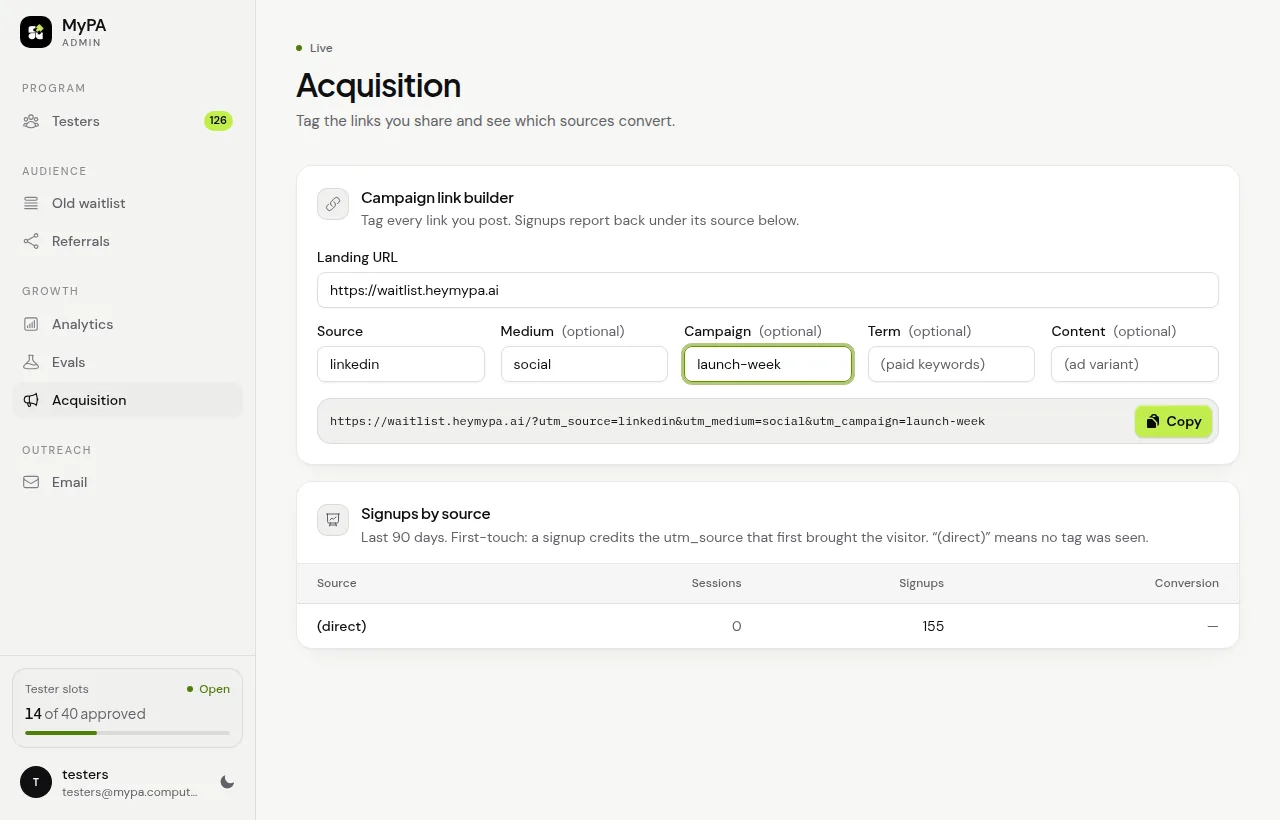 MyPA
ADMIN
PROGRAM
Testers 126
AUDIENCE
Old waitlist
Referrals
GROWTH
Analytics
Evals
Acquisition
OUTREACH
Email
Tester slots Open
14 of 40 approved
T
testers
testers@mypa.comput...
Live
Acquisition
Tag the links you share and see which sources convert.
Campaign link builder
Tag every link you post. Signups report back under its source below.
Landing URL
https://waitlist.heymypa.ai
Source Medium (optional) Campaign (optional) Term (optional) Content (optional)
linkedin social launch-week (paid keywords) (ad variant)
https://waitlist.heymypa.ai/?utm_source=linkedin&utm_medium=social&utm_campaign=launch-week Copy
Signups by source
Last 90 days. First-touch: a signup credits the utm_source that first brought the visitor. “(direct)” means no tag was seen.
Source Sessions Signups Conversion
(direct) 0 155 —